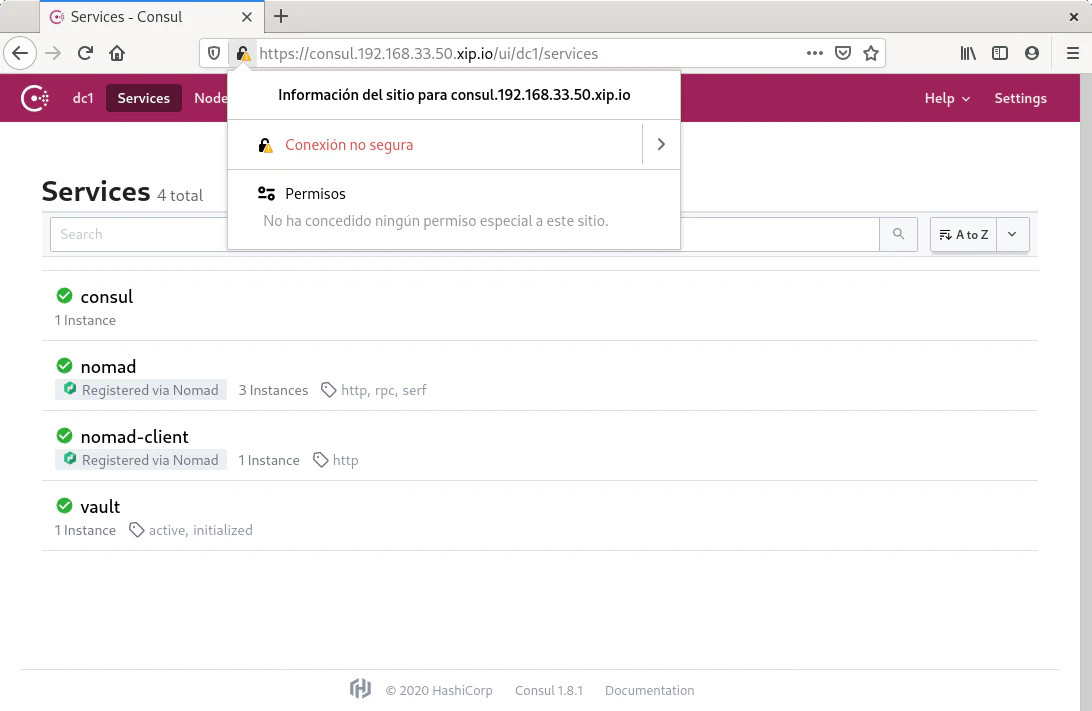 Services - Consul
https://consul.192.168.33.50.xip.io/ui/dc1/services
dc1 Services Node Help Settings
Información del sitio para consul.192.168.33.50.xip.io
Conexión no segura
Permisos
No ha concedido ningún permiso especial a este sitio.
Services 4 total
Search A to Z
consul
1 Instance
nomad
Registered via Nomad 3 Instances http, rpc, serf
nomad-client
Registered via Nomad 1 Instance http
vault
1 Instance active, initialized
© 2020 HashiCorp Consul 1.8.1 Documentation